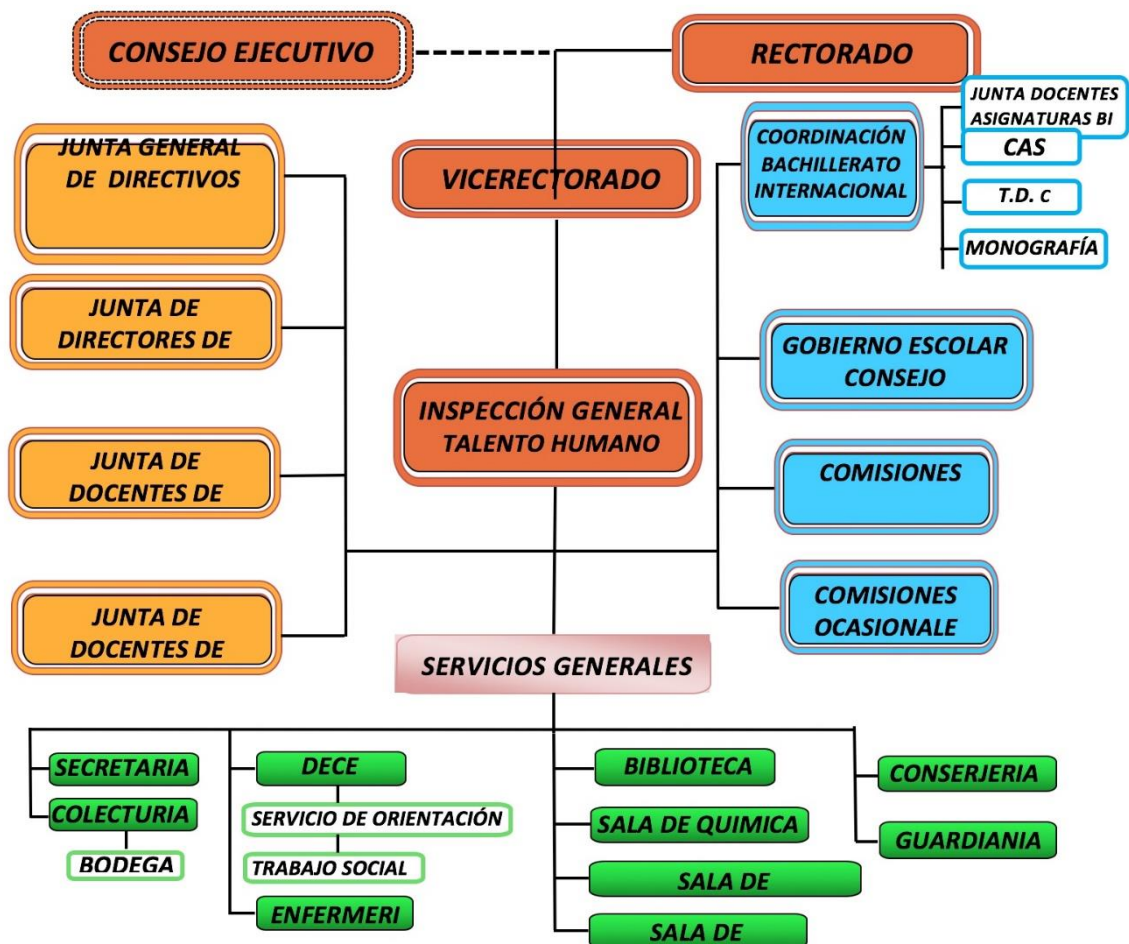 CONSEJO EJECUTIVO
RECTORADO
JUNTA GENERAL
DE DIRECTIVOS
VICERECTORADO
COORDINACIÓN
BACHILLERATO
INTERNACIONAL
JUNTA DOCENTES
ASIGNATURAS BI
CAS
T.D. C
MONOGRAFÍA
JUNTA DE
DIRECTORES DE
GOBIERNO ESCOLAR
CONSEJO
INSPECCIÓN GENERAL
TALENTO HUMANO
JUNTA DE
DOCENTES DE
COMISIONES
JUNTA DE
DOCENTES DE
COMISIONES
OCASIONALE
SERVICIOS GENERALES
SECRETARIA
COLECTURIA
BODEGA
DECE
SERVICIO DE ORIENTACIÓN
TRABAJO SOCIAL
ENFERMERI
BIBLIOTECA
SALA DE QUIMICA
SALA DE
SALA DE
CONSERJERIA
GUARDIANIA